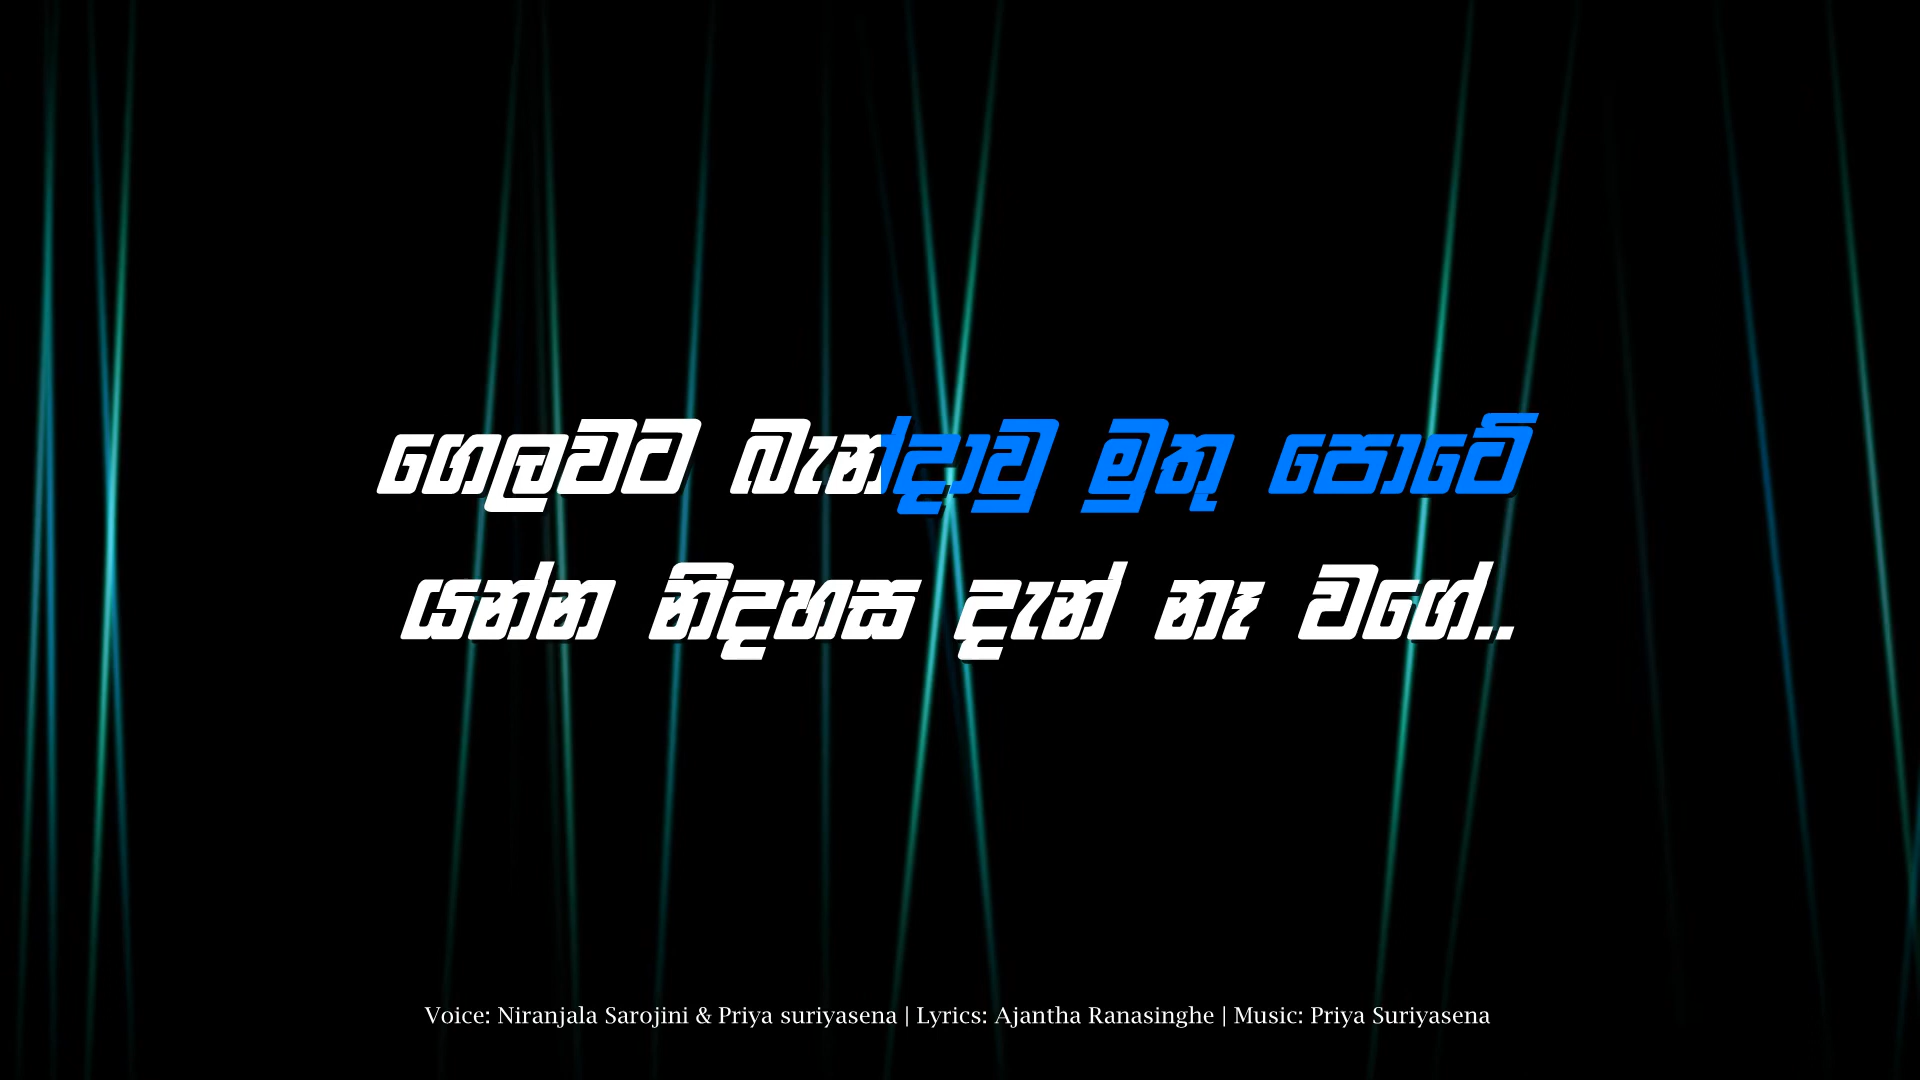 ගෙලවට බැන්දාවූ මුතු පොටේ
යන්න නිදහස දැන් නෑ වගේ..
Voice: Niranjala Sarojini & Priya suriyasena | Lyrics: Ajantha Ranasinghe | Music: Priya Suriyasena